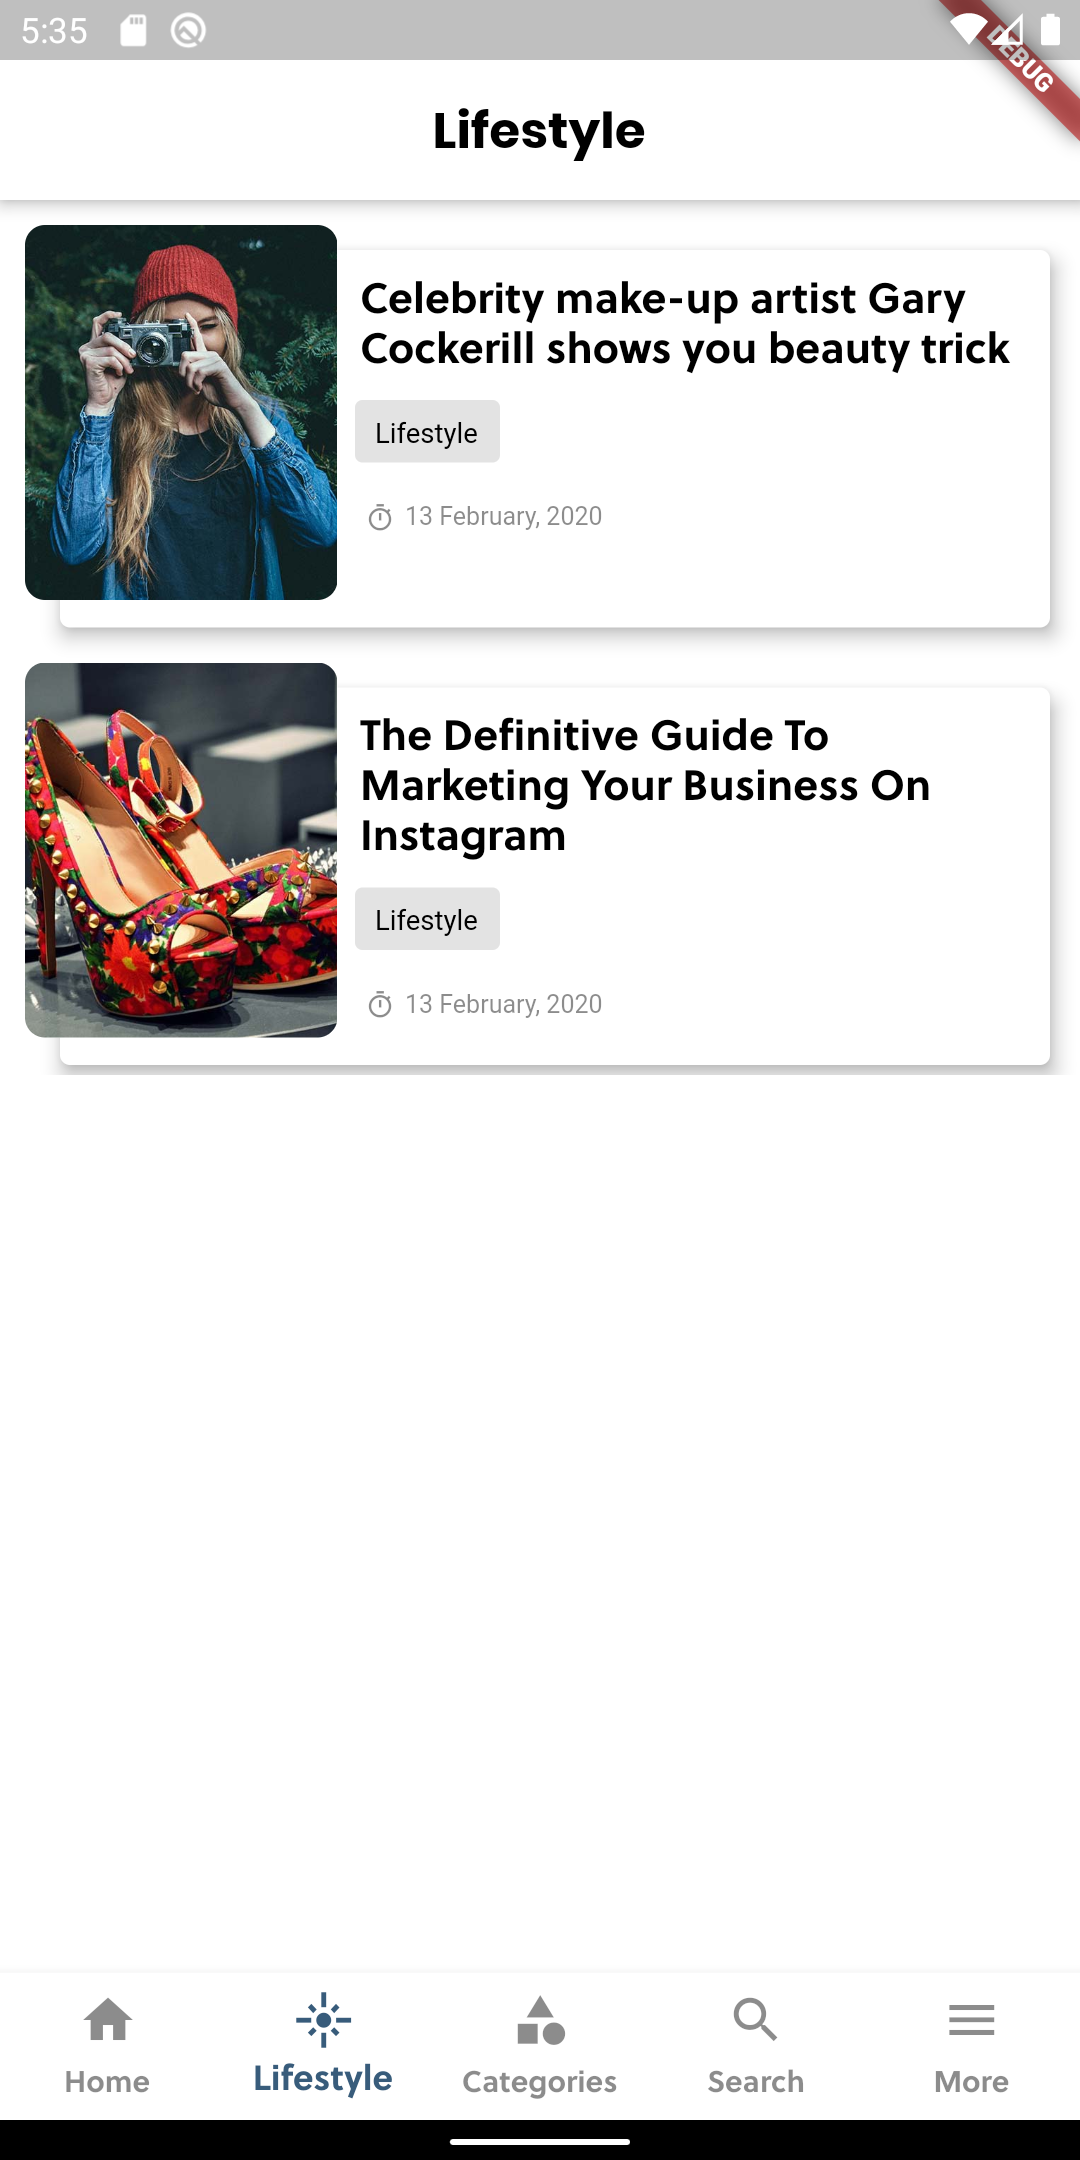 5:35
DEBUG
Lifestyle
Celebrity make-up artist Gary
Cockerill shows you beauty trick
Lifestyle
13 February, 2020
The Definitive Guide To
Marketing Your Business On
Instagram
Lifestyle
13 February, 2020
Home
Lifestyle
Categories
Search
More